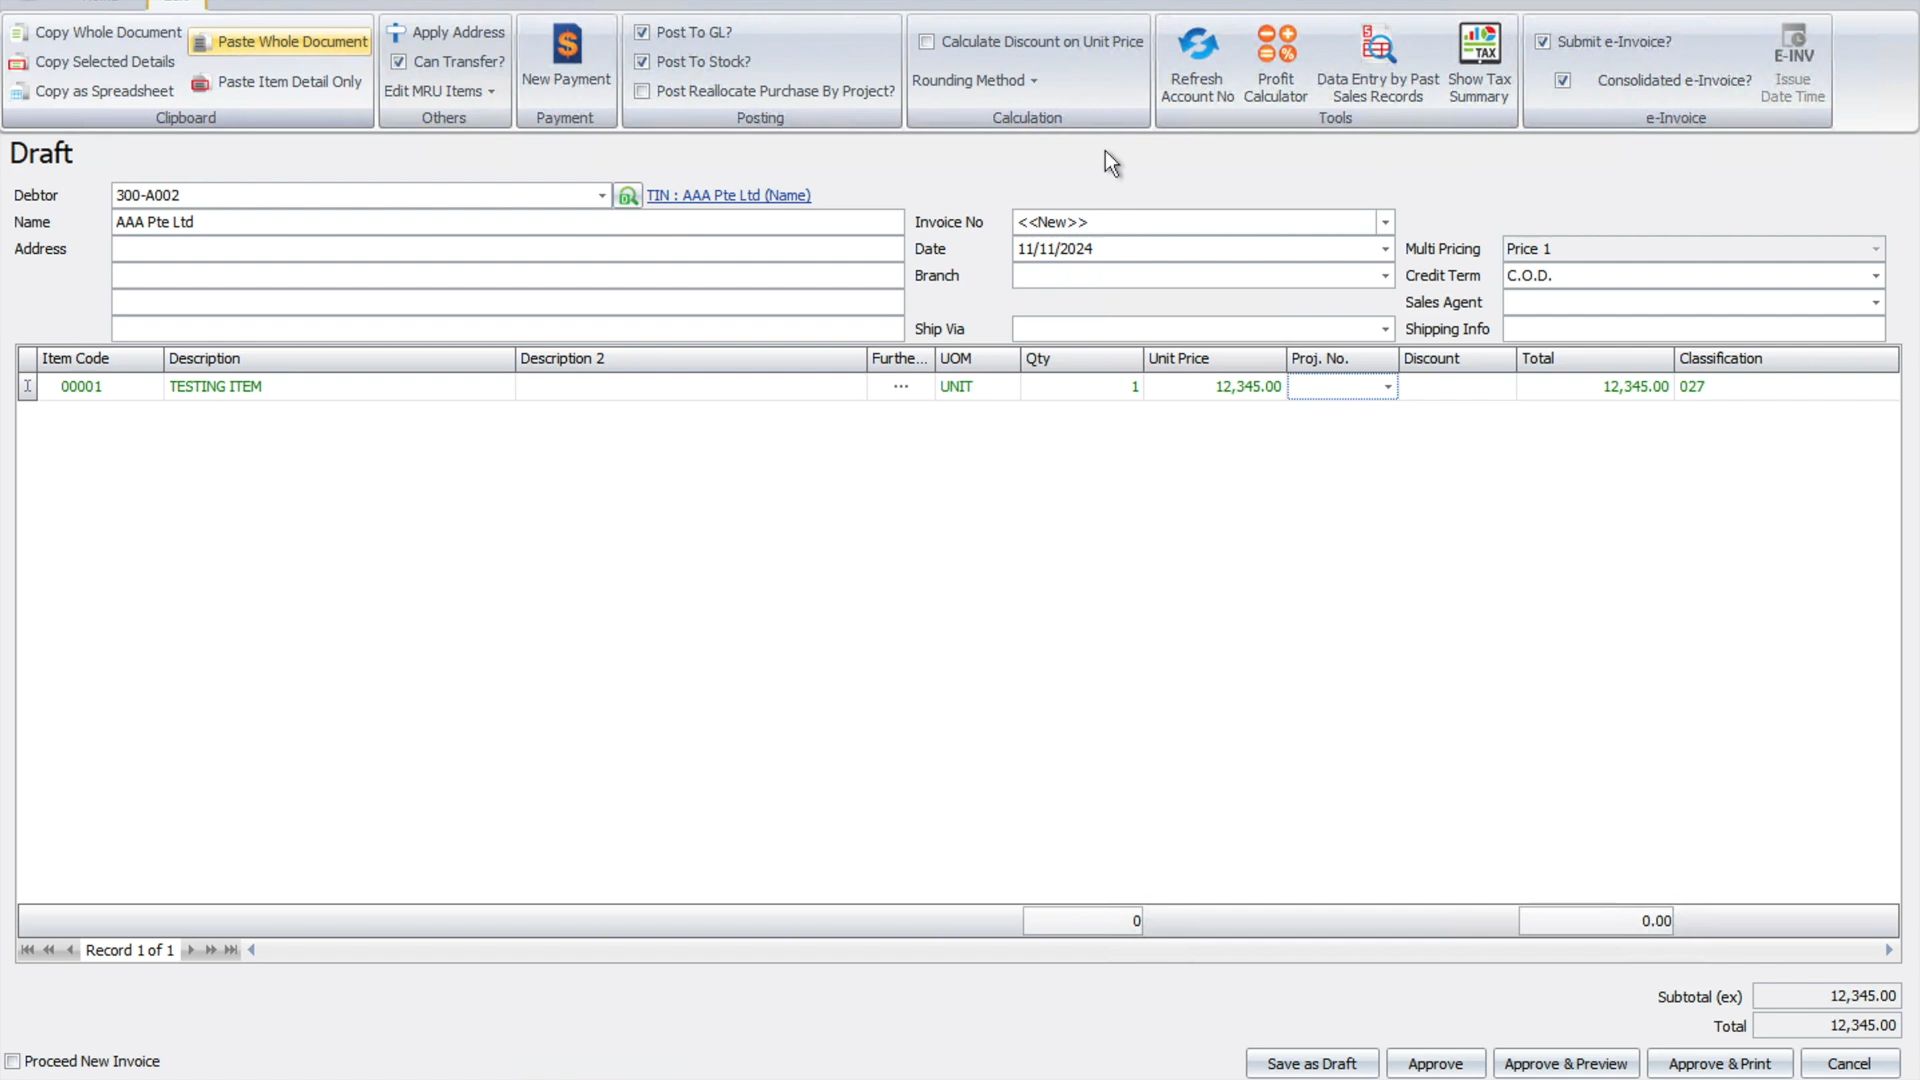 Copy Whole Document
Paste Whole Document
Copy Selected Details
Paste Item Detail Only
Copy as Spreadsheet
Clipboard
Apply Address
Can Transfer?
Edit MRU Items
Others
New Payment
Payment
Post To GL?
Post To Stock?
Post Reallocate Purchase By Project?
Posting
Calculate Discount on Unit Price
Rounding Method
Calculation
Refresh
Account No
Profit
Calculator
Data Entry by Past
Sales Records
TAX
Show Tax
Summary
Tools
Submit e-Invoice?
Consolidated e-Invoice?
E-INV
Issue
Date Time
e-Invoice
Draft
Debtor 300-A002 TIN : AAA Pte Ltd (Name)
Name AAA Pte Ltd Invoice No <<New>>
Address Date 11/11/2024 Multi Pricing Price 1
Branch Credit Term C.O.D.
Sales Agent
Ship Via Shipping Info
Item Code Description Description 2 Furthe... UOM Qty Unit Price Proj. No. Discount Total Classification
00001 TESTING ITEM ... UNIT 1 12,345.00 12,345.00 027
0 0.00
Record 1 of 1
Subtotal (ex) 12,345.00
Total 12,345.00
Proceed New Invoice Save as Draft Approve Approve & Preview Approve & Print Cancel